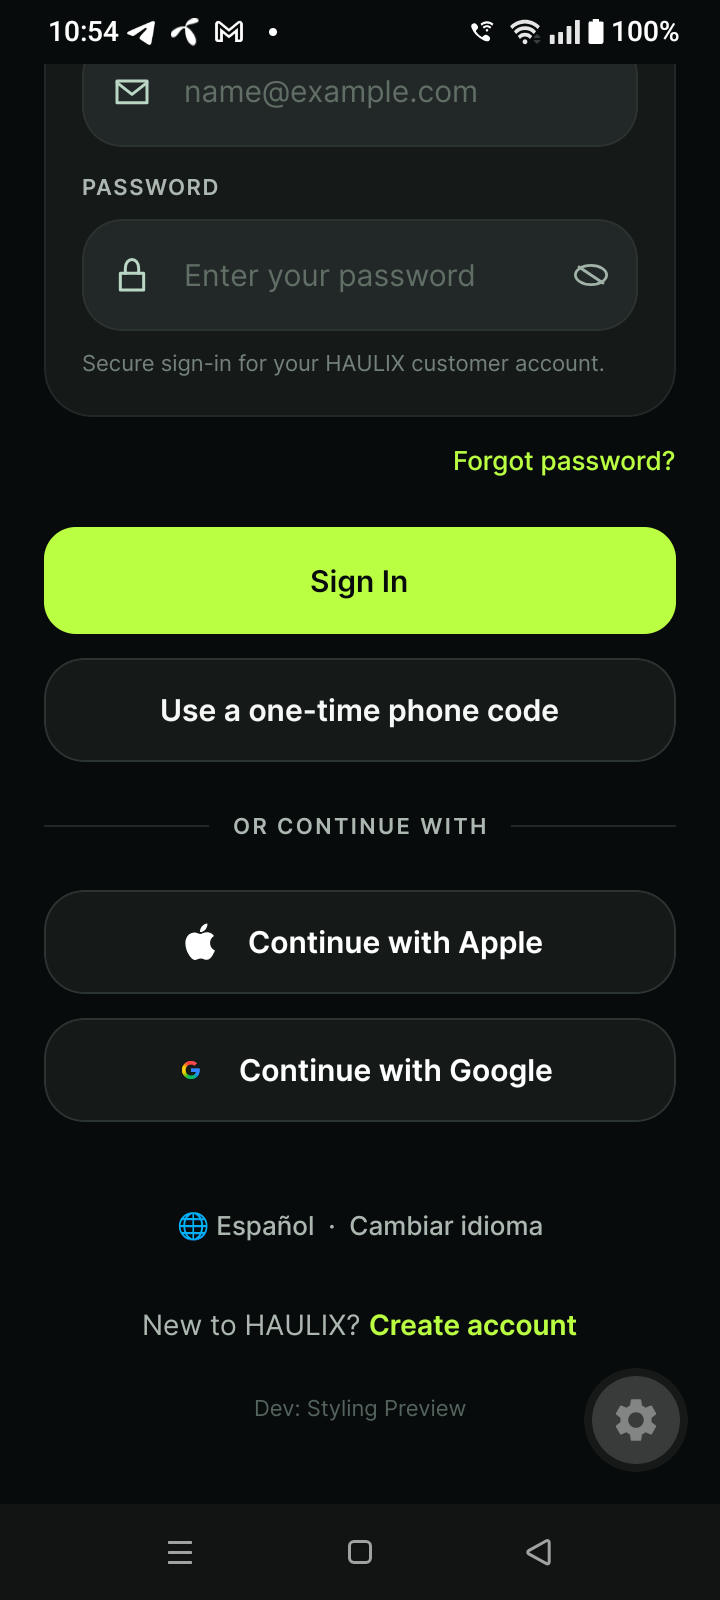 10:54 100%
name@example.com
PASSWORD
Enter your password
Secure sign-in for your HAULIX customer account.
Forgot password?
Sign In
Use a one-time phone code
OR CONTINUE WITH
Continue with Apple
Continue with Google
Español · Cambiar idioma
New to HAULIX? Create account
Dev: Styling Preview